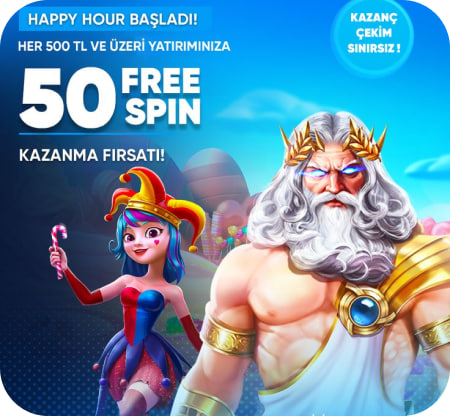 HAPPY HOUR BAŞLADI!
HER 500 TL VE ÜZERİ YATIRIMINIZA
50 FREE
SPIN
KAZANMA FIRSATI!
KAZANÇ
ÇEKİM
SINIRSIZ !